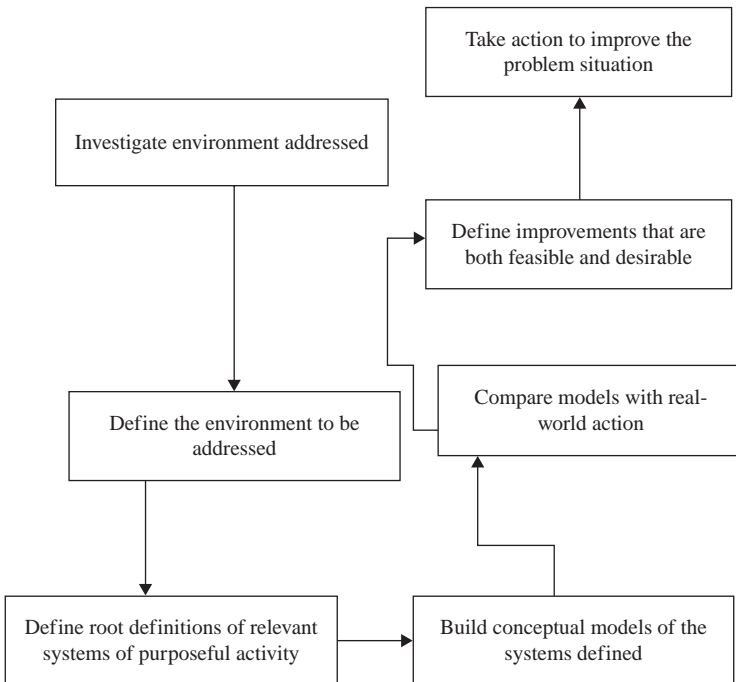 Take action to improve the
problem situation
Investigate environment addressed
Define improvements that are
both feasible and desirable
Define the environment to be
addressed
Compare models with real-
world action
Define root definitions of relevant
systems of purposeful activity
Build conceptual models of the
systems defined